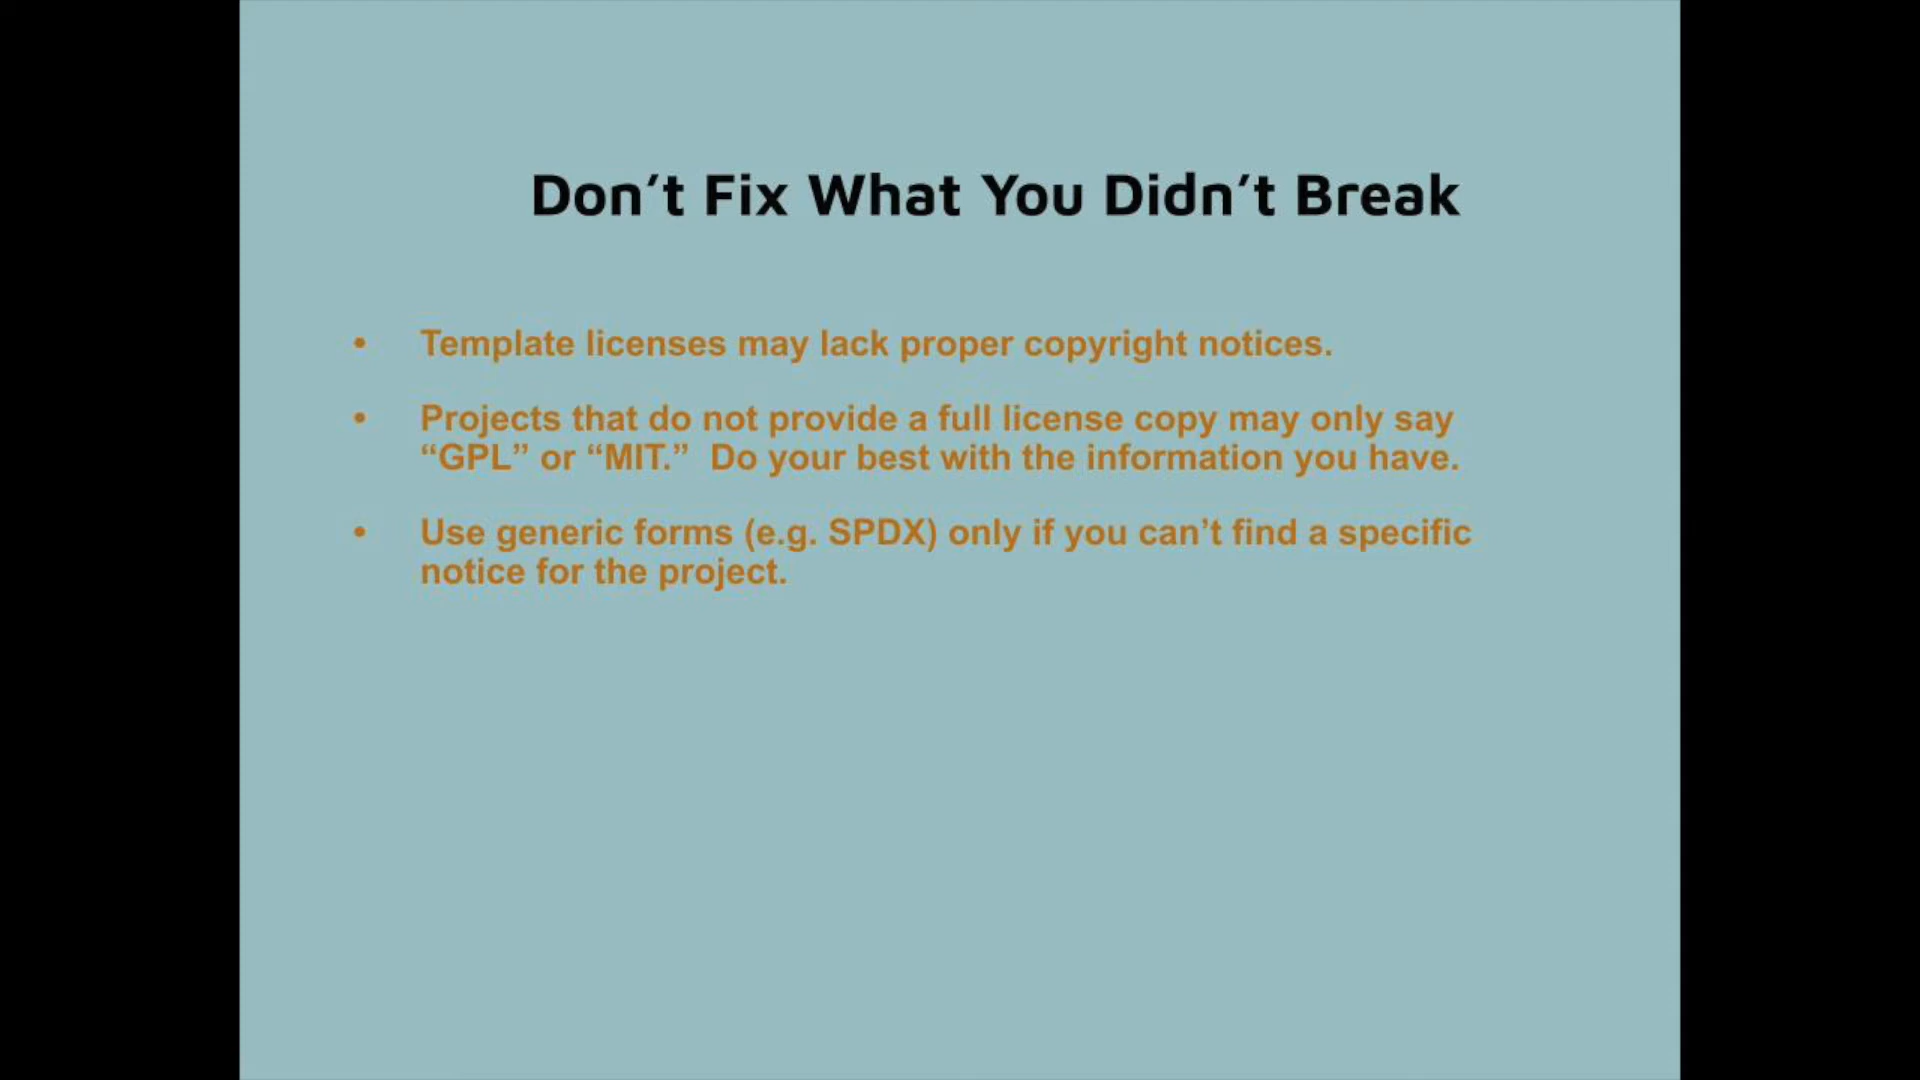 Don’t Fix What You Didn’t Break
• Template licenses may lack proper copyright notices.
• Projects that do not provide a full license copy may only say
“GPL” or “MIT.”  Do your best with the information you have.
• Use generic forms (e.g. SPDX) only if you can’t find a specific
notice for the project.